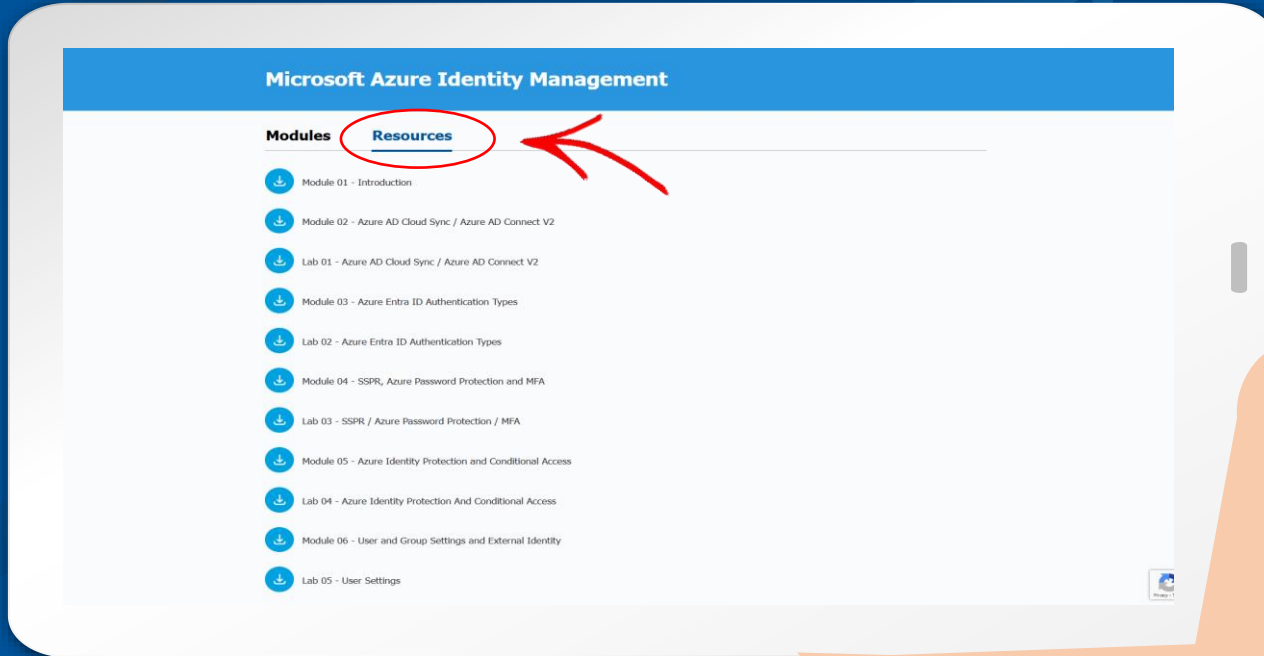 Microsoft Azure Identity Management
Modules Resources
Module 01 - Introduction
Module 02 - Azure AD Cloud Sync / Azure AD Connect V2
Lab 01 - Azure AD Cloud Sync / Azure AD Connect V2
Module 03 - Azure Entra ID Authentication Types
Lab 02 - Azure Entra ID Authentication Types
Module 04 - SSPR, Azure Password Protection and MFA
Lab 03 - SSPR / Azure Password Protection / MFA
Module 05 - Azure Identity Protection and Conditional Access
Lab 04 - Azure Identity Protection And Conditional Access
Module 06 - User and Group Settings and External Identity
Lab 05 - User Settings